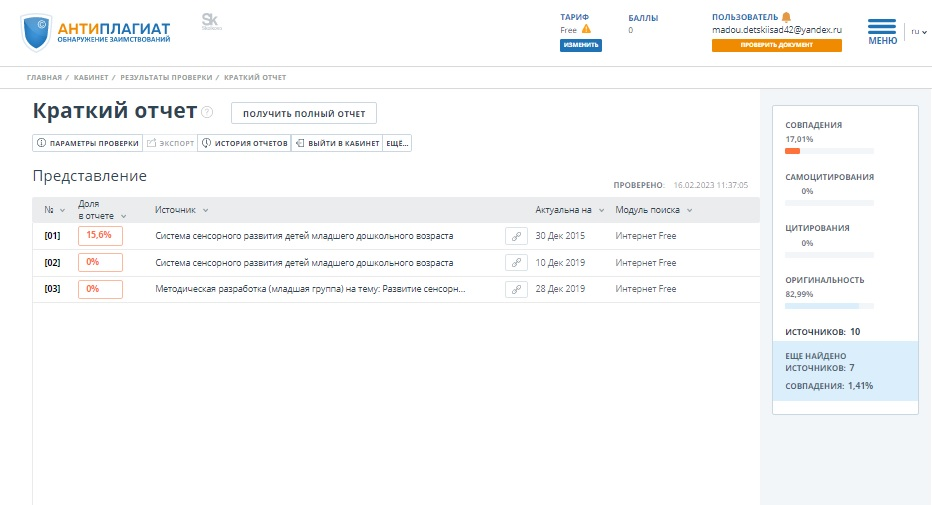 АНТИПЛАГИАТ
ОБНАРУЖЕНИЕ ЗАИМСТВОВАНИЙ
Sk
ТАРИФ
Free
ИЗМЕНИТЬ
БАЛЛЫ
0
ПОЛЬЗОВАТЕЛЬ
madou.detskiisad42@yandex.ru
ПРОВЕРИТЬ ДОКУМЕНТ
МЕНЮ
ru
ГЛАВНАЯ / КАБИНЕТ / РЕЗУЛЬТАТЫ ПРОВЕРКИ / КРАТКИЙ ОТЧЕТ
Краткий отчет ?
ПОЛУЧИТЬ ПОЛНЫЙ ОТЧЕТ
ПАРАМЕТРЫ ПРОВЕРКИ ЭКСПОРТ ИСТОРИЯ ОТЧЕТОВ ВЫЙТИ В КАБИНЕТ ЕЩЁ...
Представление
ПРОВЕРЕНО: 16.02.2023 11:37:05
№ Доля в отчете Источник Актуальна на Модуль поиска
[01] 15,6% Система сенсорного развития детей младшего дошкольного возраста 30 Дек 2015 Интернет Free
[02] 0% Система сенсорного развития детей младшего дошкольного возраста 10 Дек 2019 Интернет Free
[03] 0% Методическая разработка (младшая группа) на тему: Развитие сенсорн... 28 Дек 2019 Интернет Free
СОВПАДЕНИЯ
17,01%
САМОЦИТИРОВАНИЯ
0%
ЦИТИРОВАНИЯ
0%
ОРИГИНАЛЬНОСТЬ
82,99%
ИСТОЧНИКОВ: 10
ЕЩЕ НАЙДЕНО
ИСТОЧНИКОВ: 7
СОВПАДЕНИЯ: 1,41%